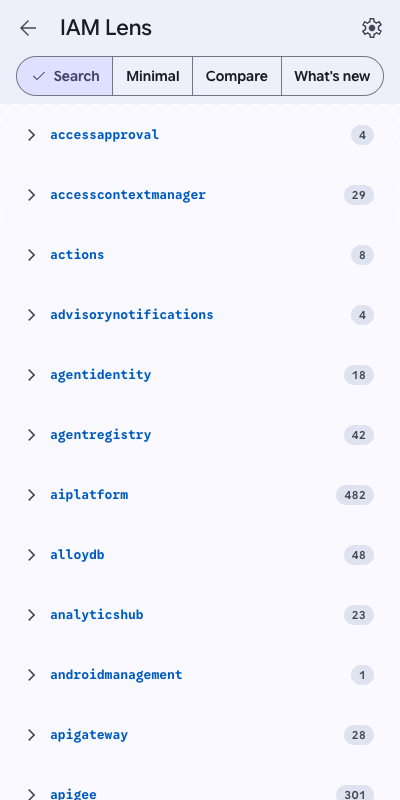 IAM Lens
Search Minimal Compare What's new
accessapproval 4
accesscontextmanager 29
actions 8
advisorynotifications 4
agentidentity 18
agentregistry 42
aiplatform 482
alloydb 48
analyticshub 23
androidmanagement 1
apigateway 28
apigee 301